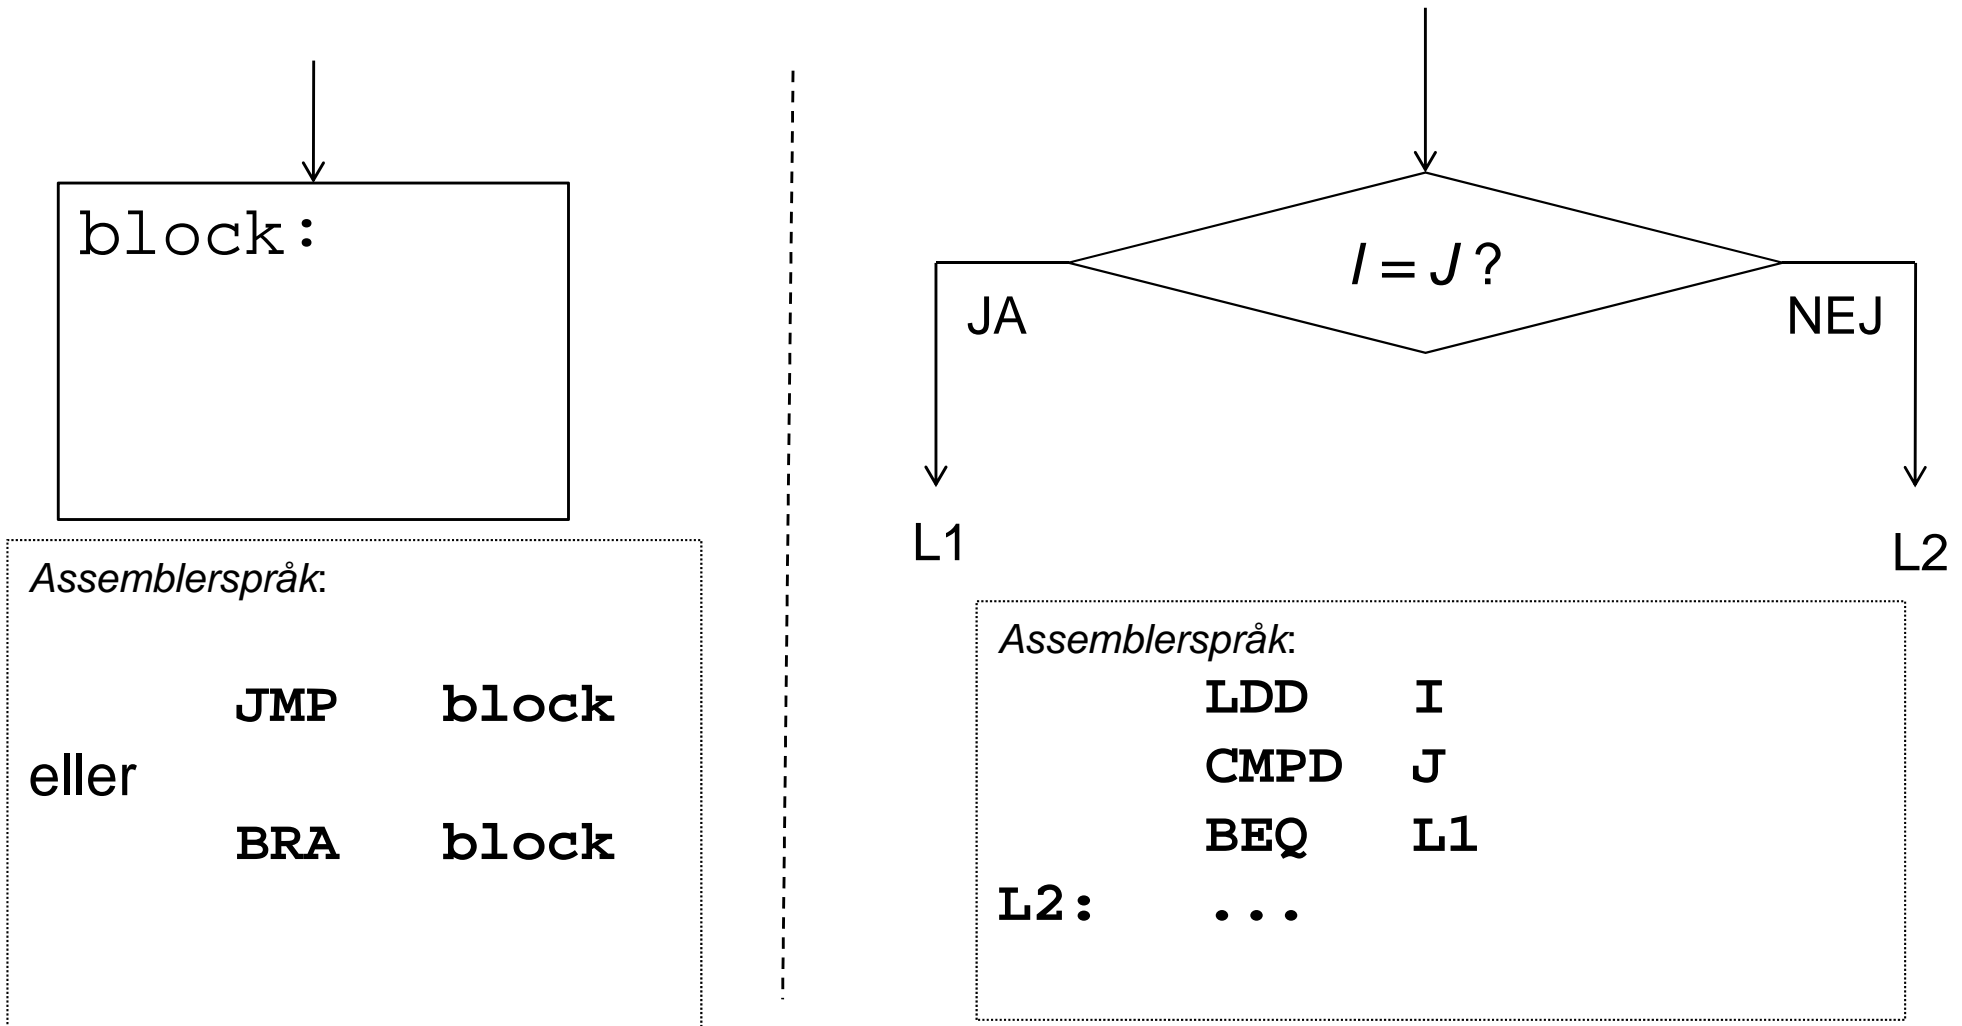 block:
Assemblerspråk:
JMP block
eller
BRA block
I = J ?
JA
NEJ
L1
L2
Assemblerspråk:
LDD I
CMPD J
BEQ L1
L2: ...